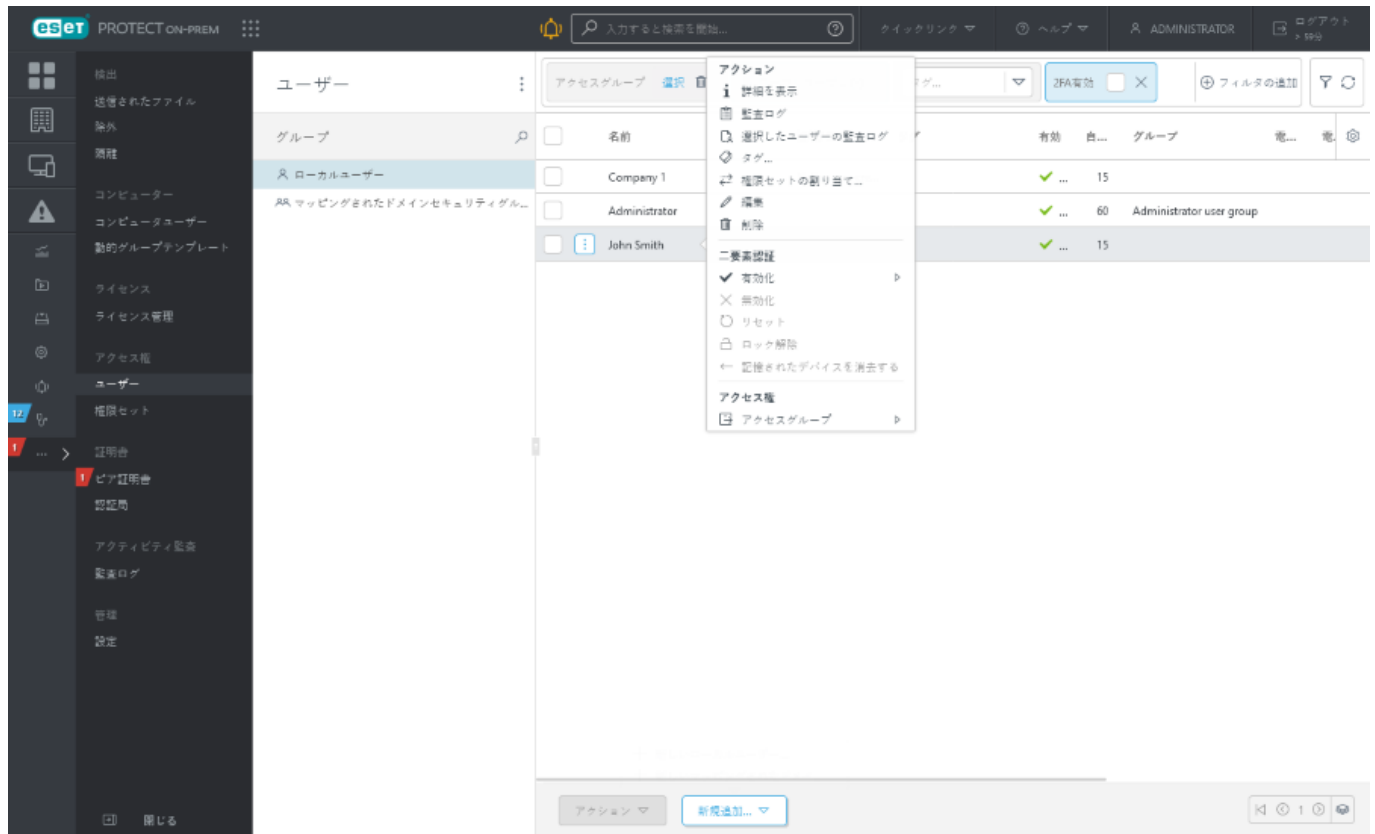 eset PROTECT ON-PREM
入力すると検索を開始...
クイックリンク
ヘルプ
ADMINISTRATOR
ログアウト
> 59分
検出
送信されたファイル
除外
隔離
コンピューター
コンピュータユーザー
動的グループテンプレート
ライセンス
ライセンス管理
アクセス権
ユーザー
権限セット
12
1
証明書
1
ピア証明書
認証局
アクティビティ監査
監査ログ
管理
設定
閉じる
ユーザー
グループ
ローカルユーザー
マッピングされたドメインセキュリティグル...
アクセスグループ 選択
グ...
2FA有効
フィルタの追加
名前
有効 自... グループ 電... 電.
Company 1 ... 15
Administrator ... 60 Administrator user group
John Smith ... 15
アクション
詳細を表示
監査ログ
選択したユーザーの監査ログ
タグ...
権限セットの割り当て...
編集
削除
二要素認証
有効化
無効化
リセット
ロック解除
記憶されたデバイスを消去する
アクセス権
アクセスグループ
アクション
新規追加...
1